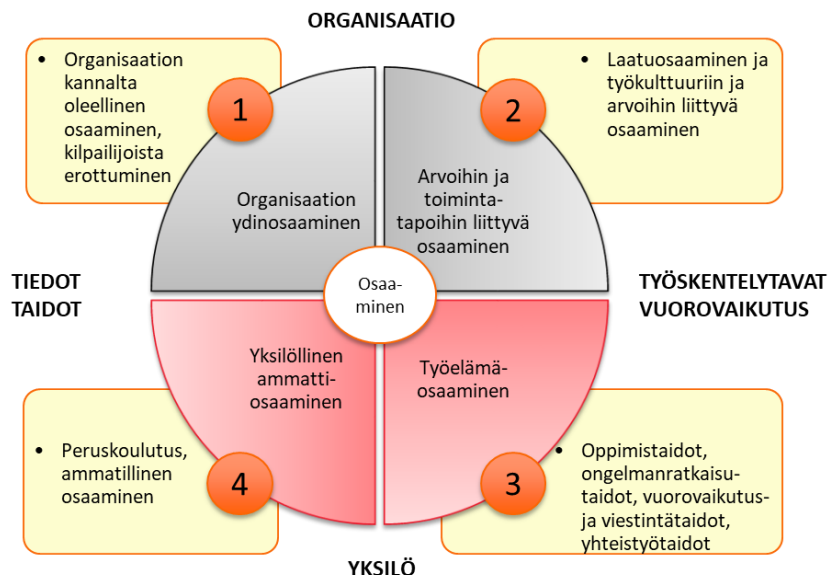 ORGANISAATIO
• Organisaation
kannalta
oleellinen
osaaminen,
kilpailijoista
erottuminen
1
2
• Laatuosaaminen ja
työkulttuuriin ja
arvoihin liittyvä
osaaminen
Organisaation
ydinosaaminen
Arvoihin ja
toiminta-
tapoihin liittyvä
osaaminen
TIEDOT
TAIDOT
Osaa-
minen
TYÖSKENTELYTAVAT
VUOROVAIKUTUS
Yksilöllinen
ammatti-
osaaminen
Työelämä-
osaaminen
• Peruskoulutus,
ammatillinen
osaaminen
4
3
• Oppimistaidot,
ongelmanratkaisu-
taidot, vuorovaikutus-
ja viestintätaidot,
yhteistyötaidot
YKSILÖ